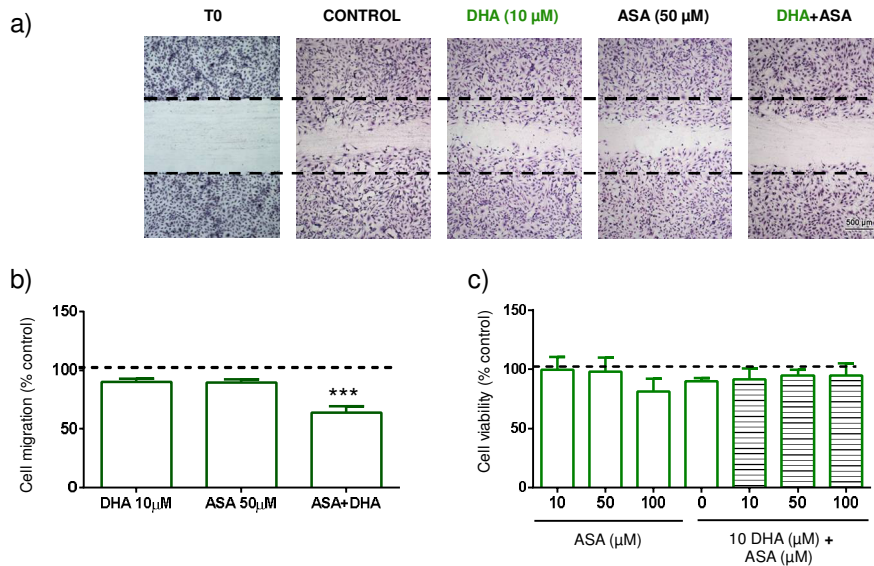 a)
T0 CONTROL DHA (10 µM) ASA (50 µM) DHA+ASA
500 µm
b)
Cell migration (% control)
150
100
50
0
***
DHA 10µM ASA 50µM ASA+DHA
c)
Cell viability (% control)
150
100
50
0
10 50 100 0 10 50 100
ASA (µM) 10 DHA (µM) +
ASA (µM)